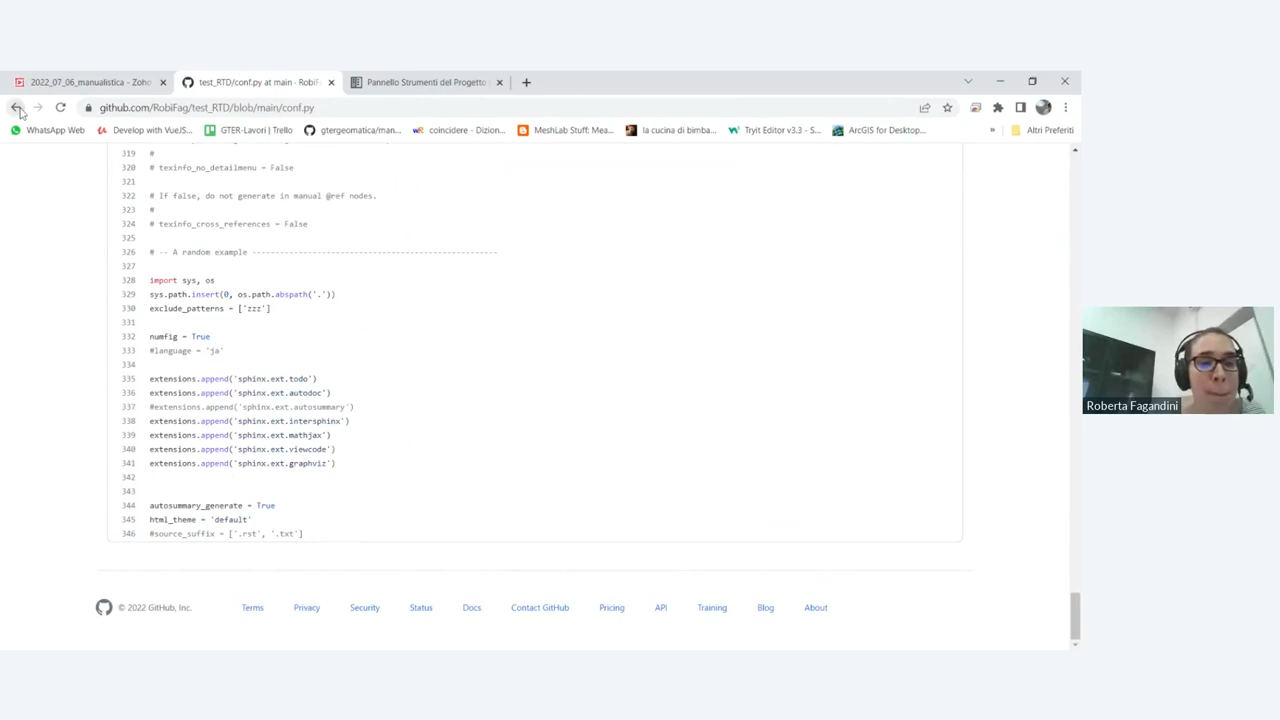 2022_07_06_manualistica - Zoho
test_RTD/conf.py at main · RobiF
Pannello Strumenti del Progetto
github.com/RobiFag/test_RTD/blob/main/conf.py
WhatsApp Web
Develop with VueJS...
GTER-Lavori | Trello
gtergeomatica/man...
coincidere - Dizion...
MeshLab Stuff: Mea...
la cucina di bimba...
Tryit Editor v3.3 - S...
ArcGIS for Desktop...
»
Altri Preferiti
319 #
320 # texinfo_no_detailmenu = False
321
322 # If false, do not generate in manual @ref nodes.
323 #
324 # texinfo_cross_references = False
325
326 # -- A random example -----------------------------------------------------
327
328 import sys, os
329 sys.path.insert(0, os.path.abspath('.'))
330 exclude_patterns = ['zzz']
331
332 numfig = True
333 #language = 'ja'
334
335 extensions.append('sphinx.ext.todo')
336 extensions.append('sphinx.ext.autodoc')
337 #extensions.append('sphinx.ext.autosummary')
338 extensions.append('sphinx.ext.intersphinx')
339 extensions.append('sphinx.ext.mathjax')
340 extensions.append('sphinx.ext.viewcode')
341 extensions.append('sphinx.ext.graphviz')
342
343
344 autosummary_generate = True
345 html_theme = 'default'
346 #source_suffix = ['.rst', '.txt']
© 2022 GitHub, Inc.
Terms
Privacy
Security
Status
Docs
Contact GitHub
Pricing
API
Training
Blog
About
Roberta Fagandini